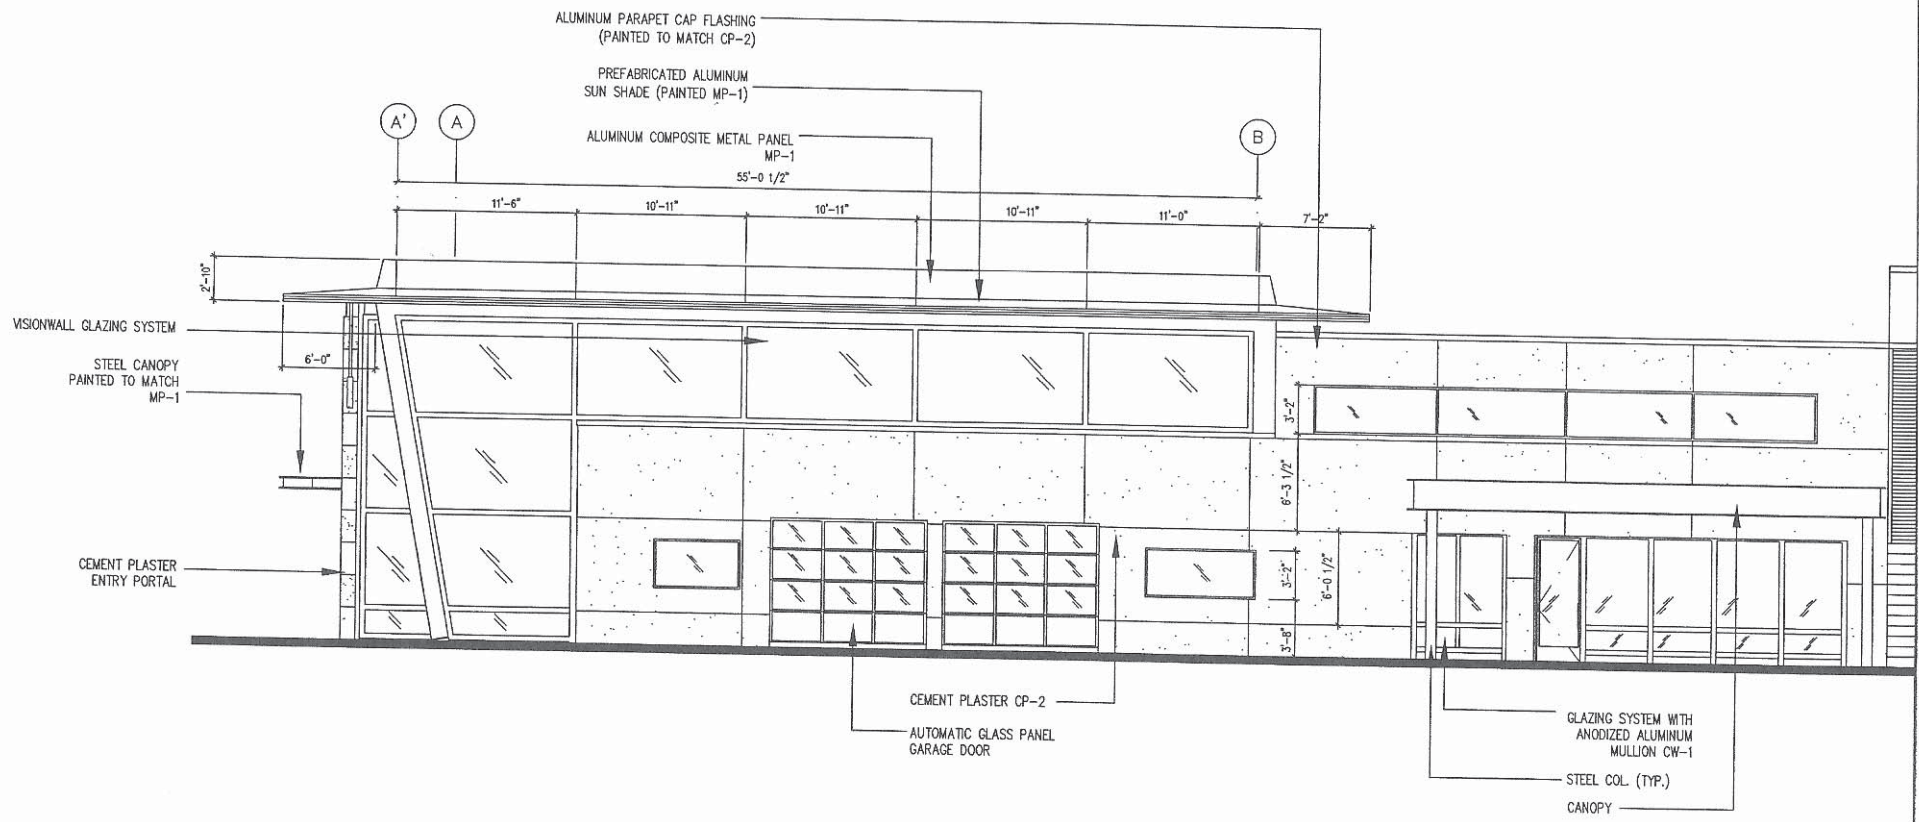 ALUMINUM PARAPET CAP FLASHING
(PAINTED TO MATCH CP-2)
PREFABRICATED ALUMINUM
SUN SHADE (PAINTED MP-1)
A'
A
B
ALUMINUM COMPOSITE METAL PANEL
MP-1
55'-0 1/2"
11'-6"
10'-11"
10'-11"
10'-11"
11'-0"
7'-2"
2'-10"
VISIONWALL GLAZING SYSTEM
6'-0"
STEEL CANOPY
PAINTED TO MATCH
MP-1
3'-2"
6'-3 1/2"
CEMENT PLASTER
ENTRY PORTAL
3'-2"
6'-0 1/2"
3'-8"
CEMENT PLASTER CP-2
AUTOMATIC GLASS PANEL
GARAGE DOOR
GLAZING SYSTEM WITH
ANODIZED ALUMINUM
MULLION CW-1
STEEL COL. (TYP.)
CANOPY